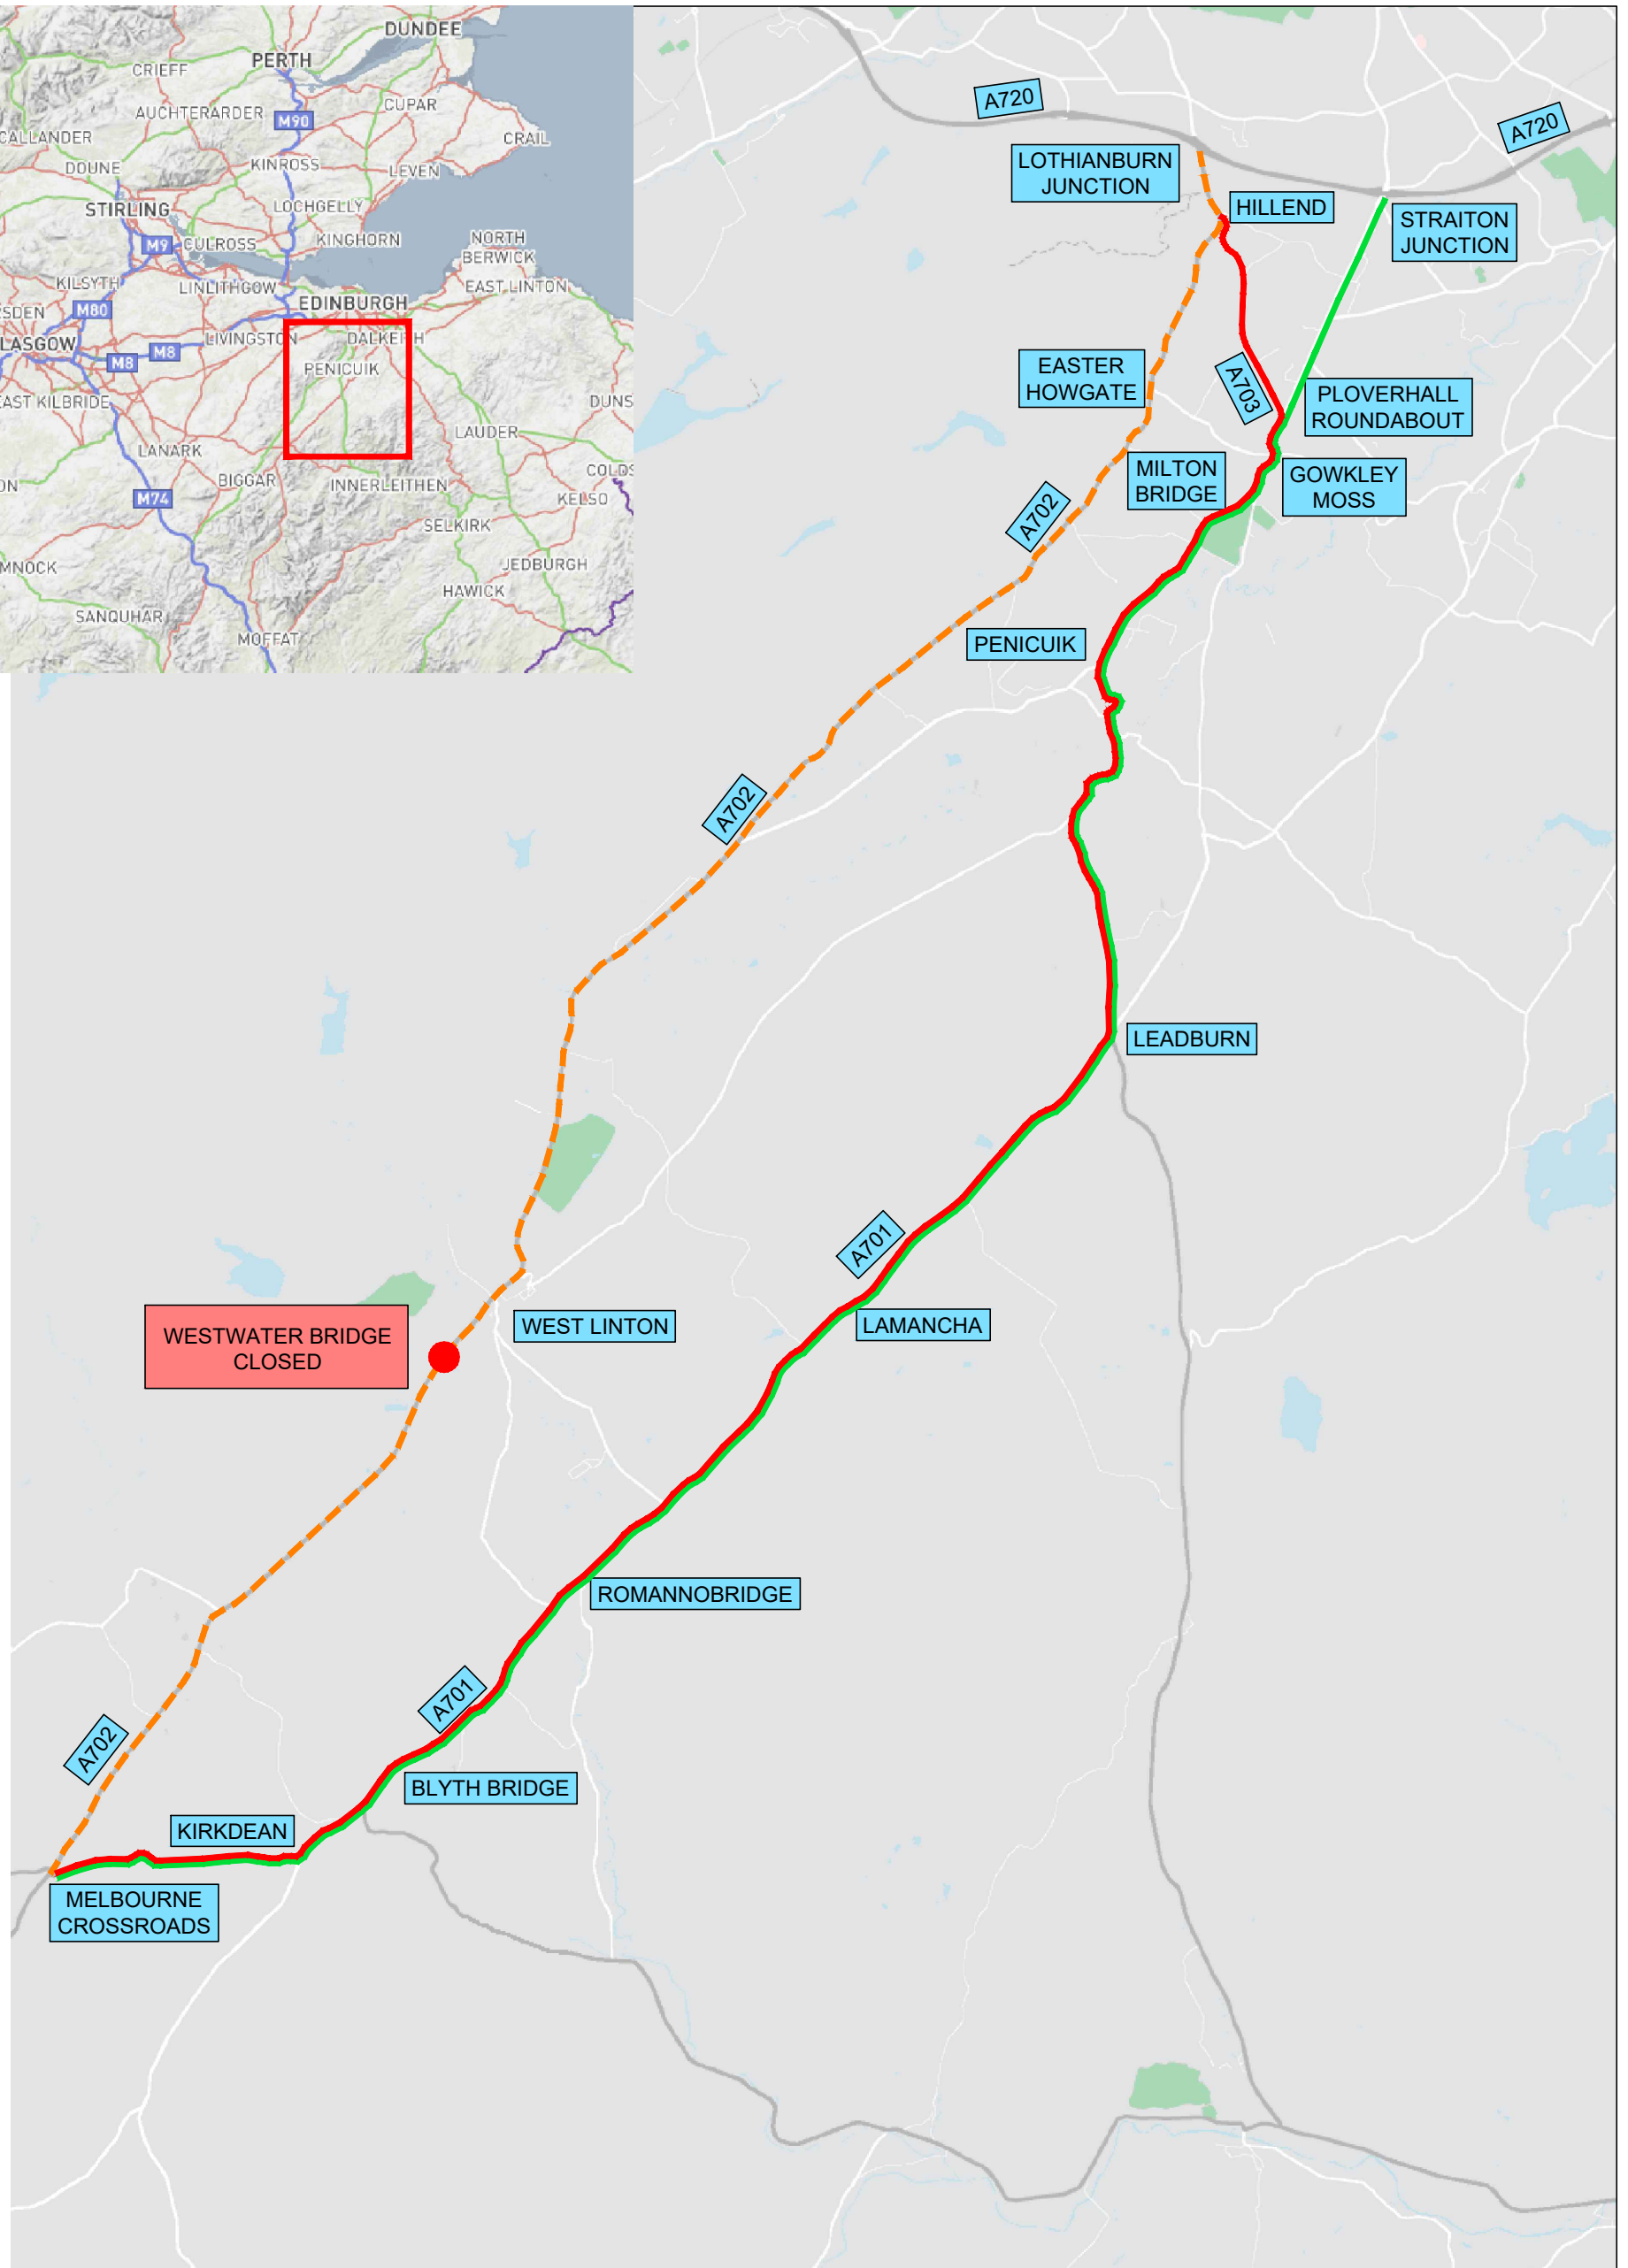 DUNDEE
PERTH
CRIEFF
CUPAR
AUCHTERARDER
M90
CRAIL
CALLANDER
DOUNE
KINROSS
LEVEN
STIRLING
LOCHGELLY
M9
CULROSS
KINGHORN
NORTH
BERWICK
KILSYTH
LINLITHGOW
EAST LINTON
EDINBURGH
M80
RSDEN
LASGOW
LIVINGSTON
DALKEITH
M8
M8
PENICUIK
EAST KILBRIDE
DUNS
LAUDER
LANARK
BIGGAR
INNERLEITHEN
COLDS
ON
M74
KELSO
SELKIRK
MNOCK
JEDBURGH
HAWICK
SANQUHAR
MOFFAT
A720
A720
LOTHIANBURN
JUNCTION
HILLEND
STRAITON
JUNCTION
EASTER
HOWGATE
A703
PLOVERHALL
ROUNDABOUT
MILTON
BRIDGE
GOWKLEY
MOSS
A702
PENICUIK
A702
LEADBURN
A701
WESTWATER BRIDGE
CLOSED
WEST LINTON
LAMANCHA
ROMANNOBRIDGE
A701
A702
BLYTH BRIDGE
KIRKDEAN
MELBOURNE
CROSSROADS